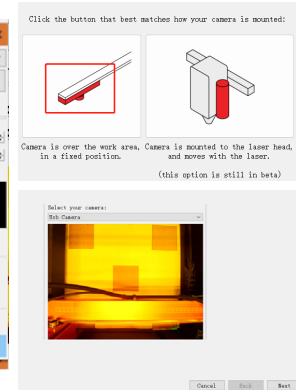 Click the button that best matches how your camera is mounted:
Camera is over the work area,
in a fixed position.
Camera is mounted to the laser head,
and moves with the laser.
(this option is still in beta)
Select your camera:
Hob Camera
Cancel
Back
Next